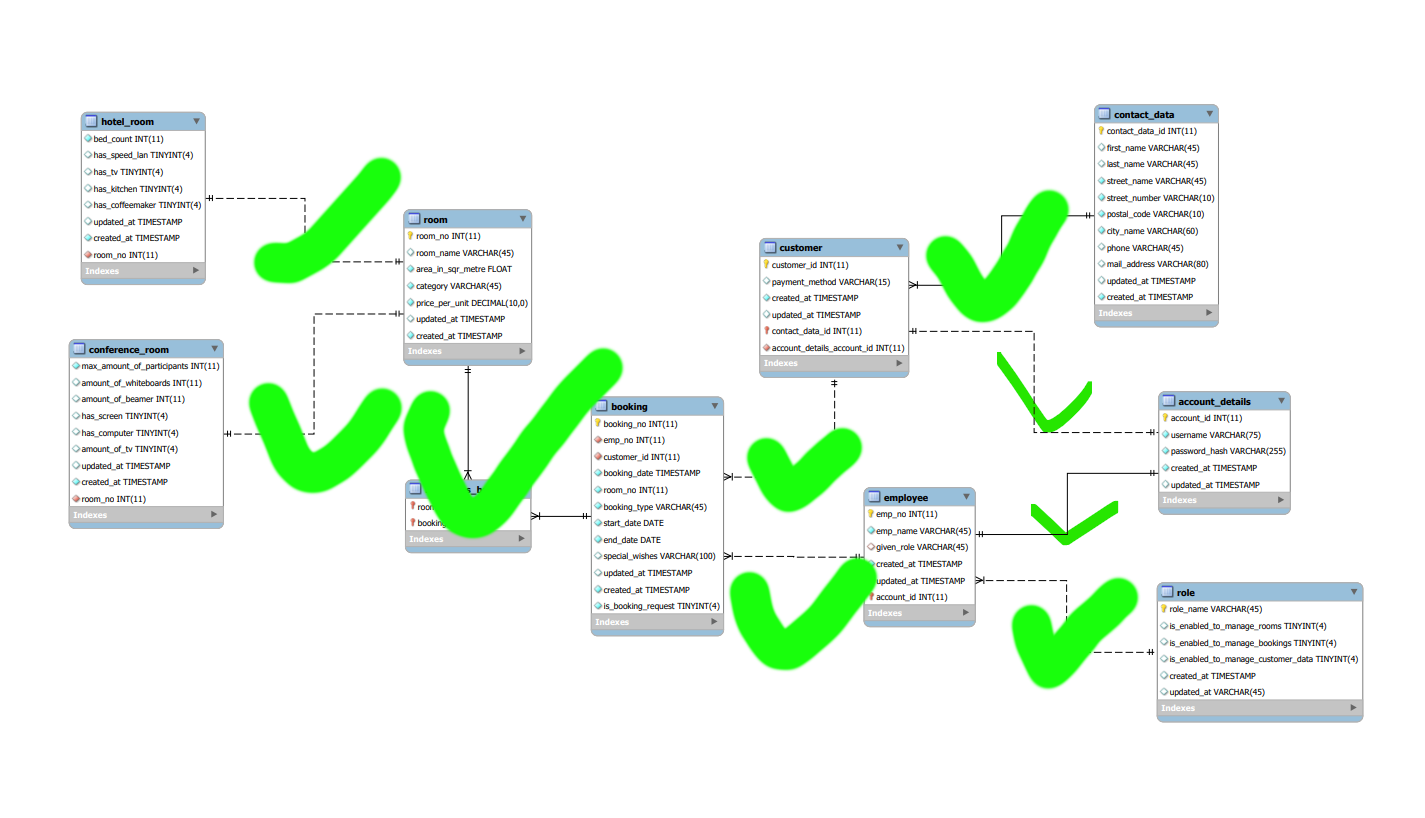 hotel_room
bed_count INT(11)
has_speed_lan TINYINT(4)
has_tv TINYINT(4)
has_kitchen TINYINT(4)
has_coffeemaker TINYINT(4)
updated_at TIMESTAMP
created_at TIMESTAMP
room_no INT(11)
Indexes
conference_room
max_amount_of_participants INT(11)
amount_of_whiteboards INT(11)
amount_of_beamer INT(11)
has_screen TINYINT(4)
has_computer TINYINT(4)
amount_of_tv TINYINT(4)
updated_at TIMESTAMP
created_at TIMESTAMP
room_no INT(11)
Indexes
room
room_no INT(11)
room_name VARCHAR(45)
area_in_sqr_metre FLOAT
category VARCHAR(45)
price_per_unit DECIMAL(10,0)
updated_at TIMESTAMP
created_at TIMESTAMP
Indexes
Indexes
booking
booking_no INT(11)
emp_no INT(11)
customer_id INT(11)
booking_date TIMESTAMP
room_no INT(11)
booking_type VARCHAR(45)
start_date DATE
end_date DATE
special_wishes VARCHAR(100)
updated_at TIMESTAMP
created_at TIMESTAMP
is_booking_request TINYINT(4)
Indexes
customer
customer_id INT(11)
payment_method VARCHAR(15)
created_at TIMESTAMP
updated_at TIMESTAMP
contact_data_id INT(11)
account_details_account_id INT(11)
Indexes
employee
emp_no INT(11)
emp_name VARCHAR(45)
given_role VARCHAR(45)
created_at TIMESTAMP
updated_at TIMESTAMP
account_id INT(11)
Indexes
contact_data
contact_data_id INT(11)
first_name VARCHAR(45)
last_name VARCHAR(45)
street_name VARCHAR(45)
street_number VARCHAR(10)
postal_code VARCHAR(10)
city_name VARCHAR(60)
phone VARCHAR(45)
mail_address VARCHAR(80)
updated_at TIMESTAMP
created_at TIMESTAMP
Indexes
account_details
account_id INT(11)
username VARCHAR(75)
password_hash VARCHAR(255)
created_at TIMESTAMP
updated_at TIMESTAMP
Indexes
role
role_name VARCHAR(45)
is_enabled_to_manage_rooms TINYINT(4)
is_enabled_to_manage_bookings TINYINT(4)
is_enabled_to_manage_customer_data TINYINT(4)
created_at TIMESTAMP
updated_at VARCHAR(45)
Indexes